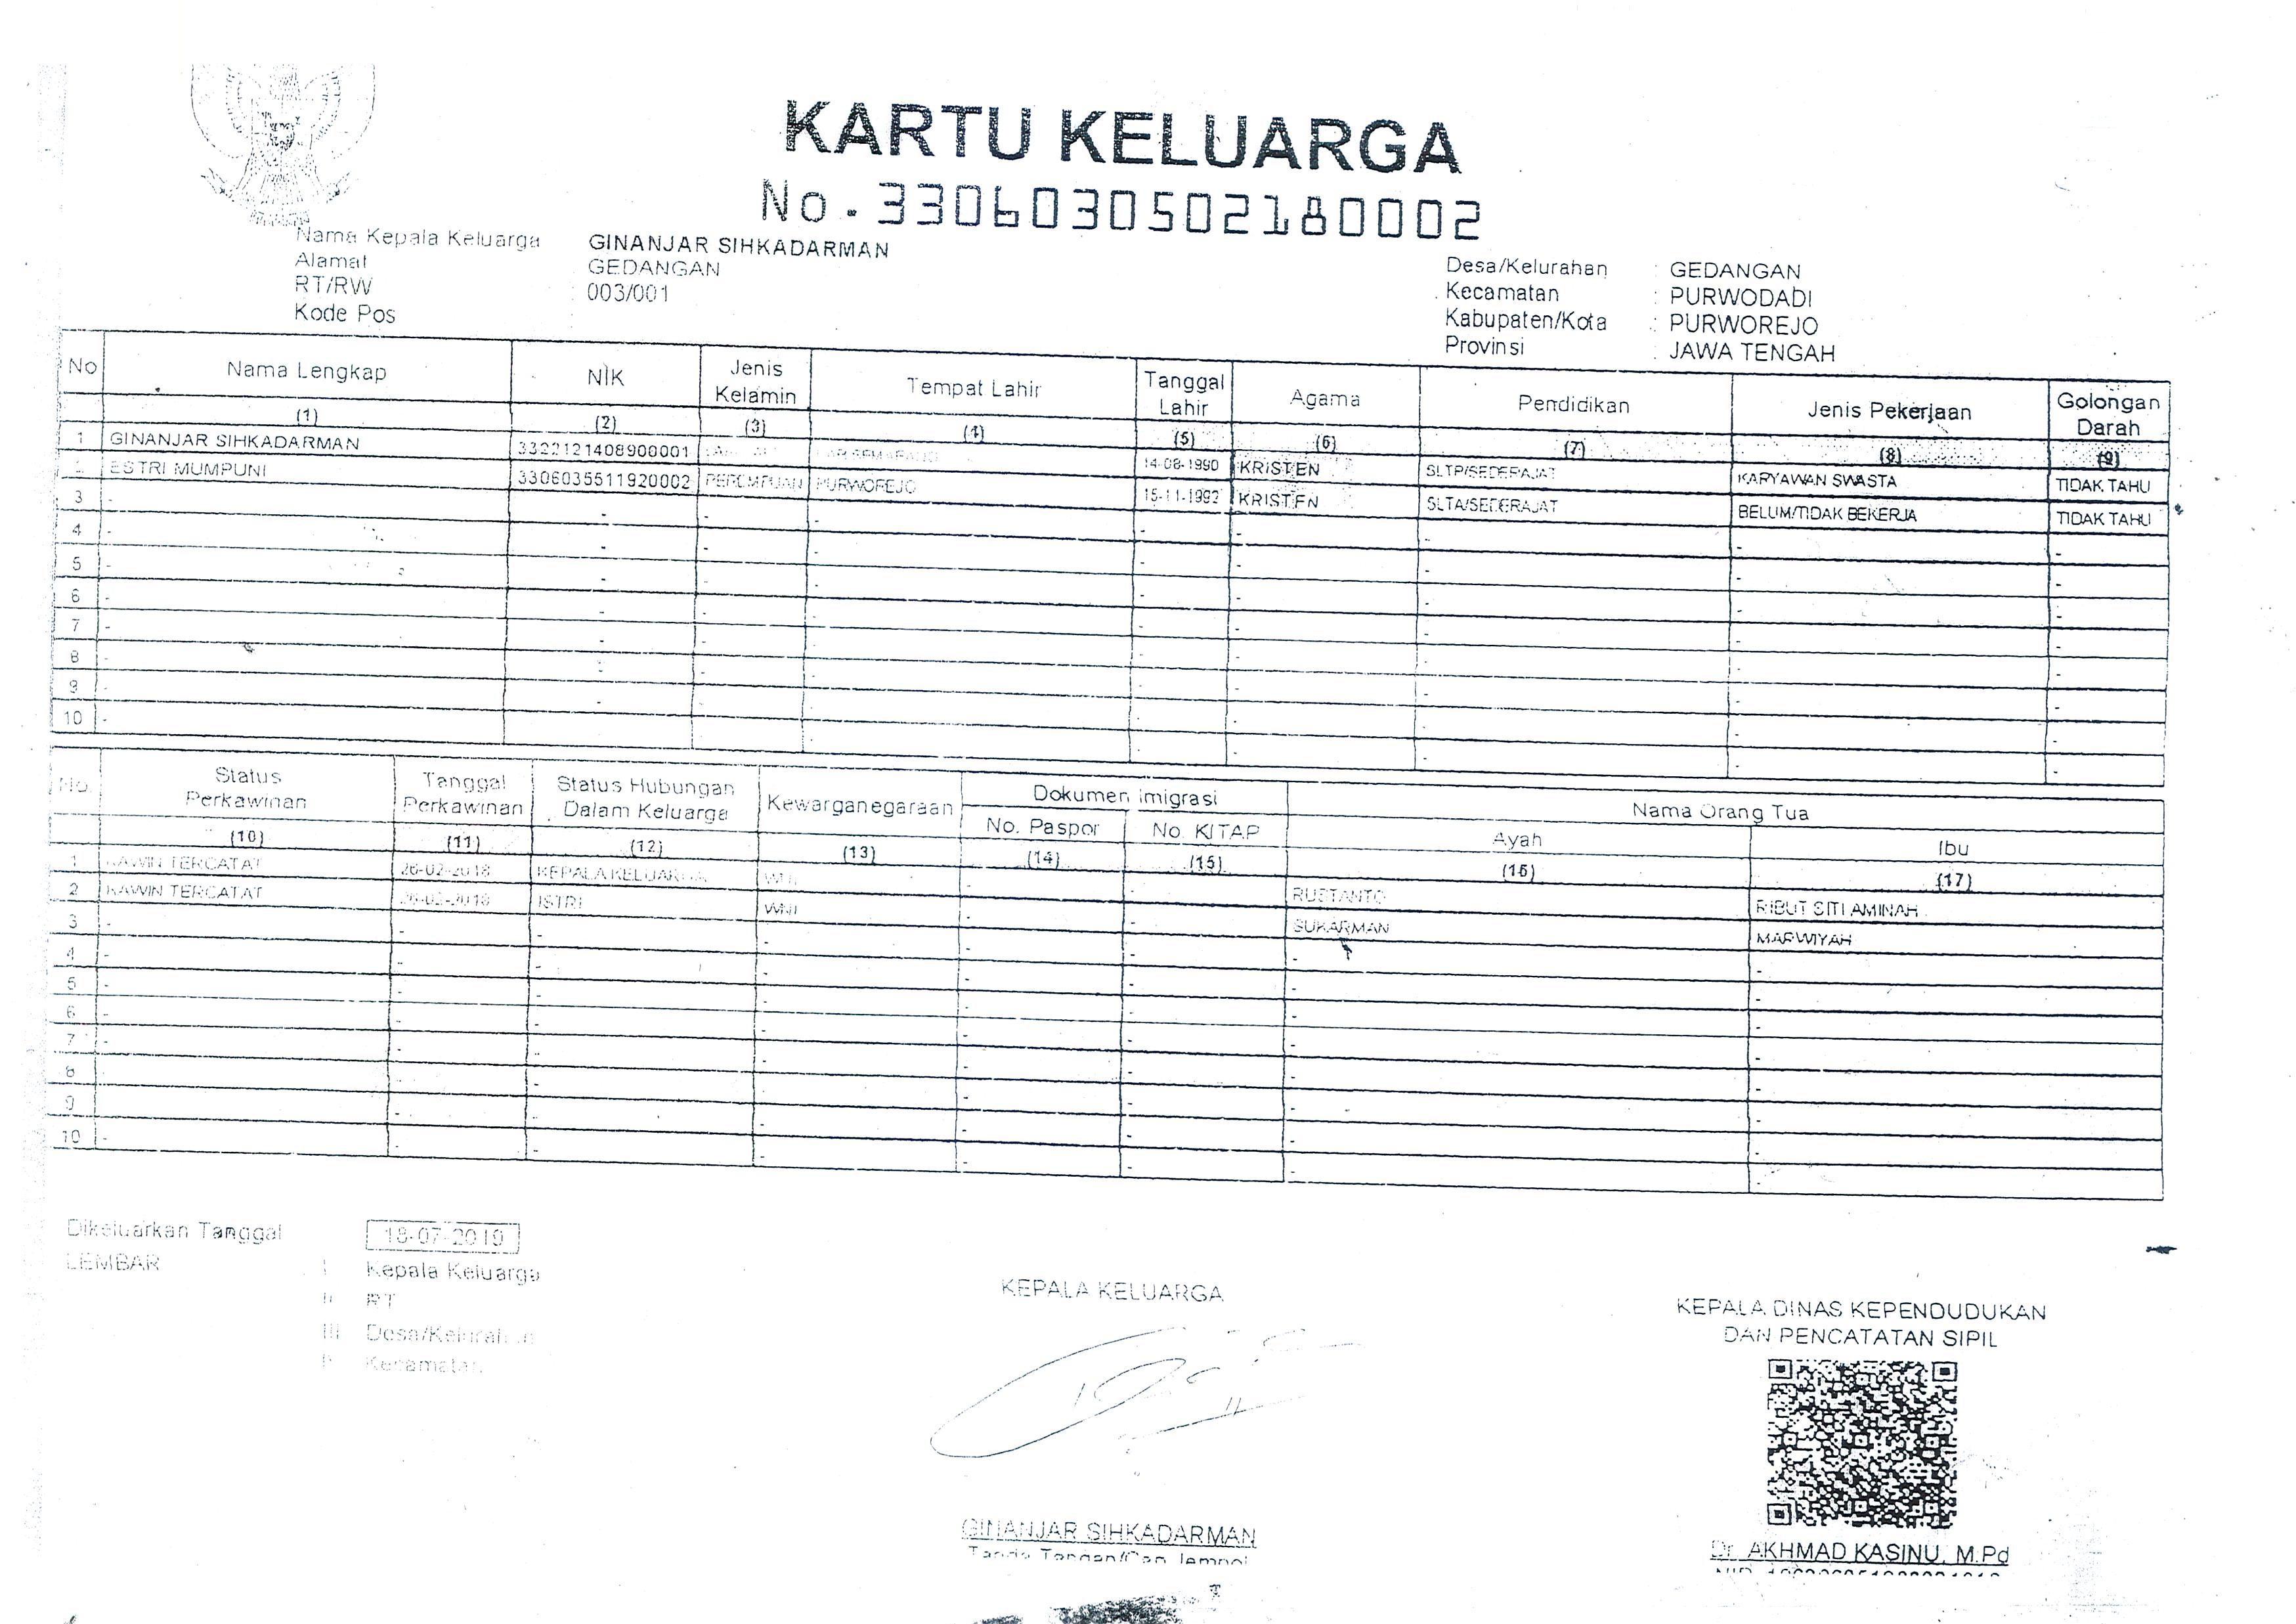 KARTU KELUARGA
No. 3306030502180002
Nama Kepala Keluarga GINANJAR SIHKADARMAN
Alamat GEDANGAN
RT/RW : 003/001
Kode Pos
Desa/Kelurahan : GEDANGAN
Kecamatan : PURWODADI
Kabupaten/Kota : PURWOREJO
Provinsi : JAWA TENGAH
No Nama Lengkap NIK Jenis Kelamin Tempat Lahir Tanggal Lahir Agama Pendidikan Jenis Pekerjaan Golongan Darah
(1) (2) (3) (4) (5) (6) (7) (8) (9)
1 GINANJAR SIHKADARMAN 3322121408900001 14-08-1990 KRISTEN SLTP/SEDERAJAT KARYAWAN SWASTA TIDAK TAHU
2 ESTRI MUMPUNI 3306035511920002 PEREMPUAN PURWOREJO 15-11-1992 KRISTEN SLTA/SEDERAJAT BELUM/TIDAK BEKERJA TIDAK TAHU
3 - - - - - - - - -
4 - - - - - - - - -
5 - - - - - - - - -
6 - - - - - - - - -
7 - - - - - - - - -
8 - - - - - - - - -
9 - - - - - - - - -
10 - - - - - - - - -
No Status Perkawinan Tanggal Perkawinan Status Hubungan Dalam Keluarga Kewarganegaraan Dokumen Imigrasi Nama Orang Tua
No. Paspor No. KITAP Ayah Ibu
(10) (11) (12) (13) (14) (15) (16) (17)
1 KAWIN TERCATAT 26-02-2018 KEPALA KELUARGA WNI - - RUSTANTO RIBUT SITI AMINAH
2 KAWIN TERCATAT 26-02-2018 ISTRI WNI - - SUKARMAN MARWIYAH
3 - - - - - - - -
4 - - - - - - - -
5 - - - - - - - -
6 - - - - - - - -
7 - - - - - - - -
8 - - - - - - - -
9 - - - - - - - -
10 - - - - - - - -
Dikeluarkan Tanggal 18-07-2019
LEMBAR I Kepala Keluarga
II RT
III Desa/Kelurahan
IV Kecamatan
KEPALA KELUARGA
GINANJAR SIHKADARMAN
Tanda Tangan/Cap Jempol
KEPALA DINAS KEPENDUDUKAN
DAN PENCATATAN SIPIL
Dr. AKHMAD KASINU, M.Pd